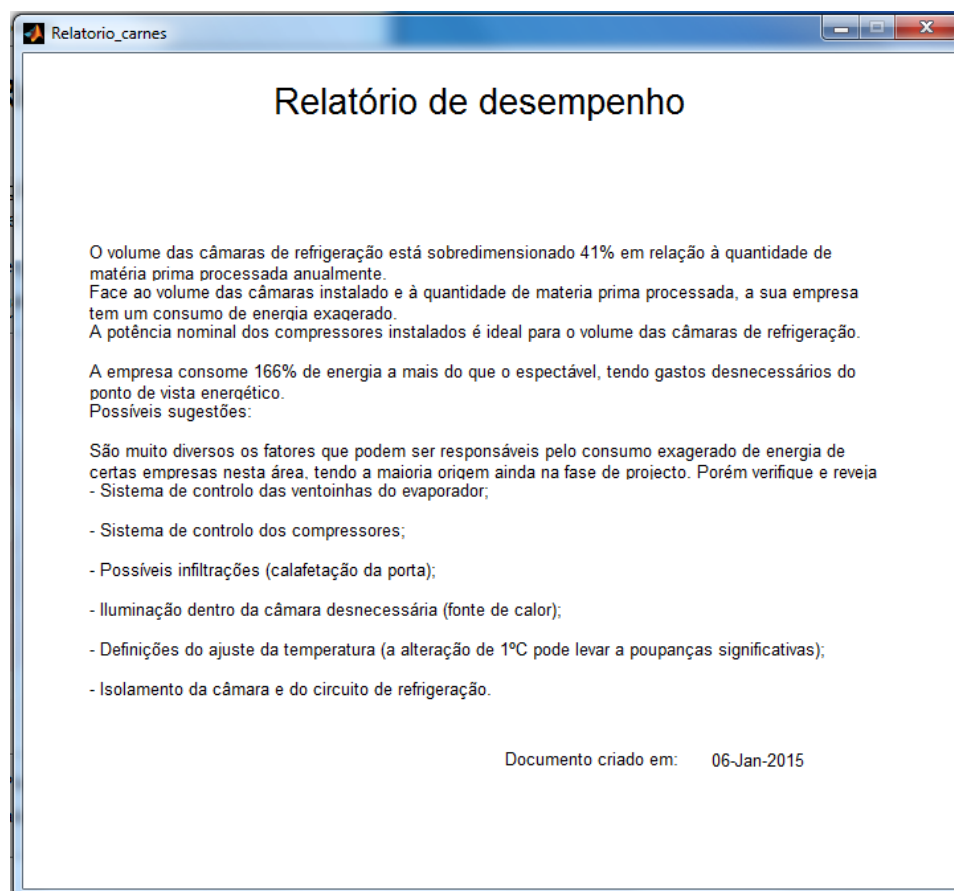 Relatorio_carnes
Relatório de desempenho
O volume das câmaras de refrigeração está sobredimensionado 41% em relação à quantidade de
matéria prima processada anualmente.
Face ao volume das câmaras instalado e à quantidade de materia prima processada, a sua empresa
tem um consumo de energia exagerado.
A potência nominal dos compressores instalados é ideal para o volume das câmaras de refrigeração.
A empresa consome 166% de energia a mais do que o espectável, tendo gastos desnecessários do
ponto de vista energético.
Possíveis sugestões:
São muito diversos os fatores que podem ser responsáveis pelo consumo exagerado de energia de
certas empresas nesta área, tendo a maioria origem ainda na fase de projecto. Porém verifique e reveja
- Sistema de controlo das ventoinhas do evaporador;
- Sistema de controlo dos compressores;
- Possíveis infiltrações (calafetação da porta);
- Iluminação dentro da câmara desnecessária (fonte de calor);
- Definições do ajuste da temperatura (a alteração de 1ºC pode levar a poupanças significativas);
- Isolamento da câmara e do circuito de refrigeração.
Documento criado em: 06-Jan-2015